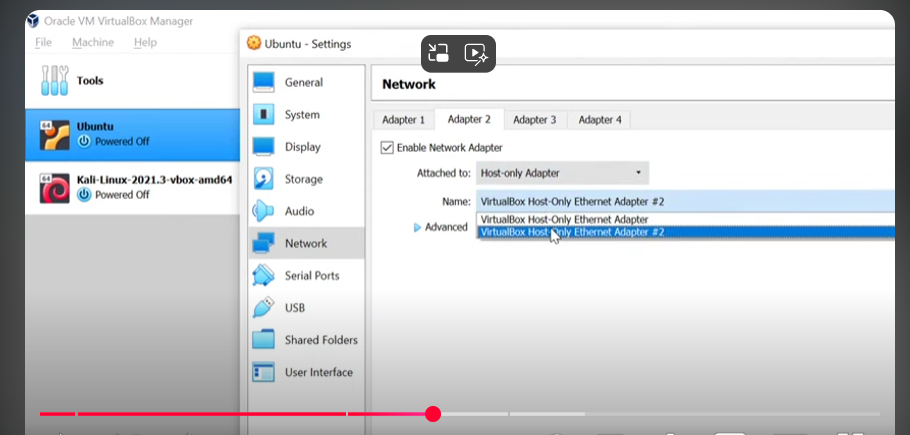 Oracle VM VirtualBox Manager
File Machine Help
Tools
64
Ubuntu
Powered Off
64
Kali-Linux-2021.3-vbox-amd64
Powered Off
Ubuntu - Settings
General
System
Display
Storage
Audio
Network
Serial Ports
USB
Shared Folders
User Interface
Network
Adapter 1 Adapter 2 Adapter 3 Adapter 4
Enable Network Adapter
Attached to: Host-only Adapter
Name: VirtualBox Host-Only Ethernet Adapter #2
VirtualBox Host-Only Ethernet Adapter
Advanced VirtualBox Host-Only Ethernet Adapter #2